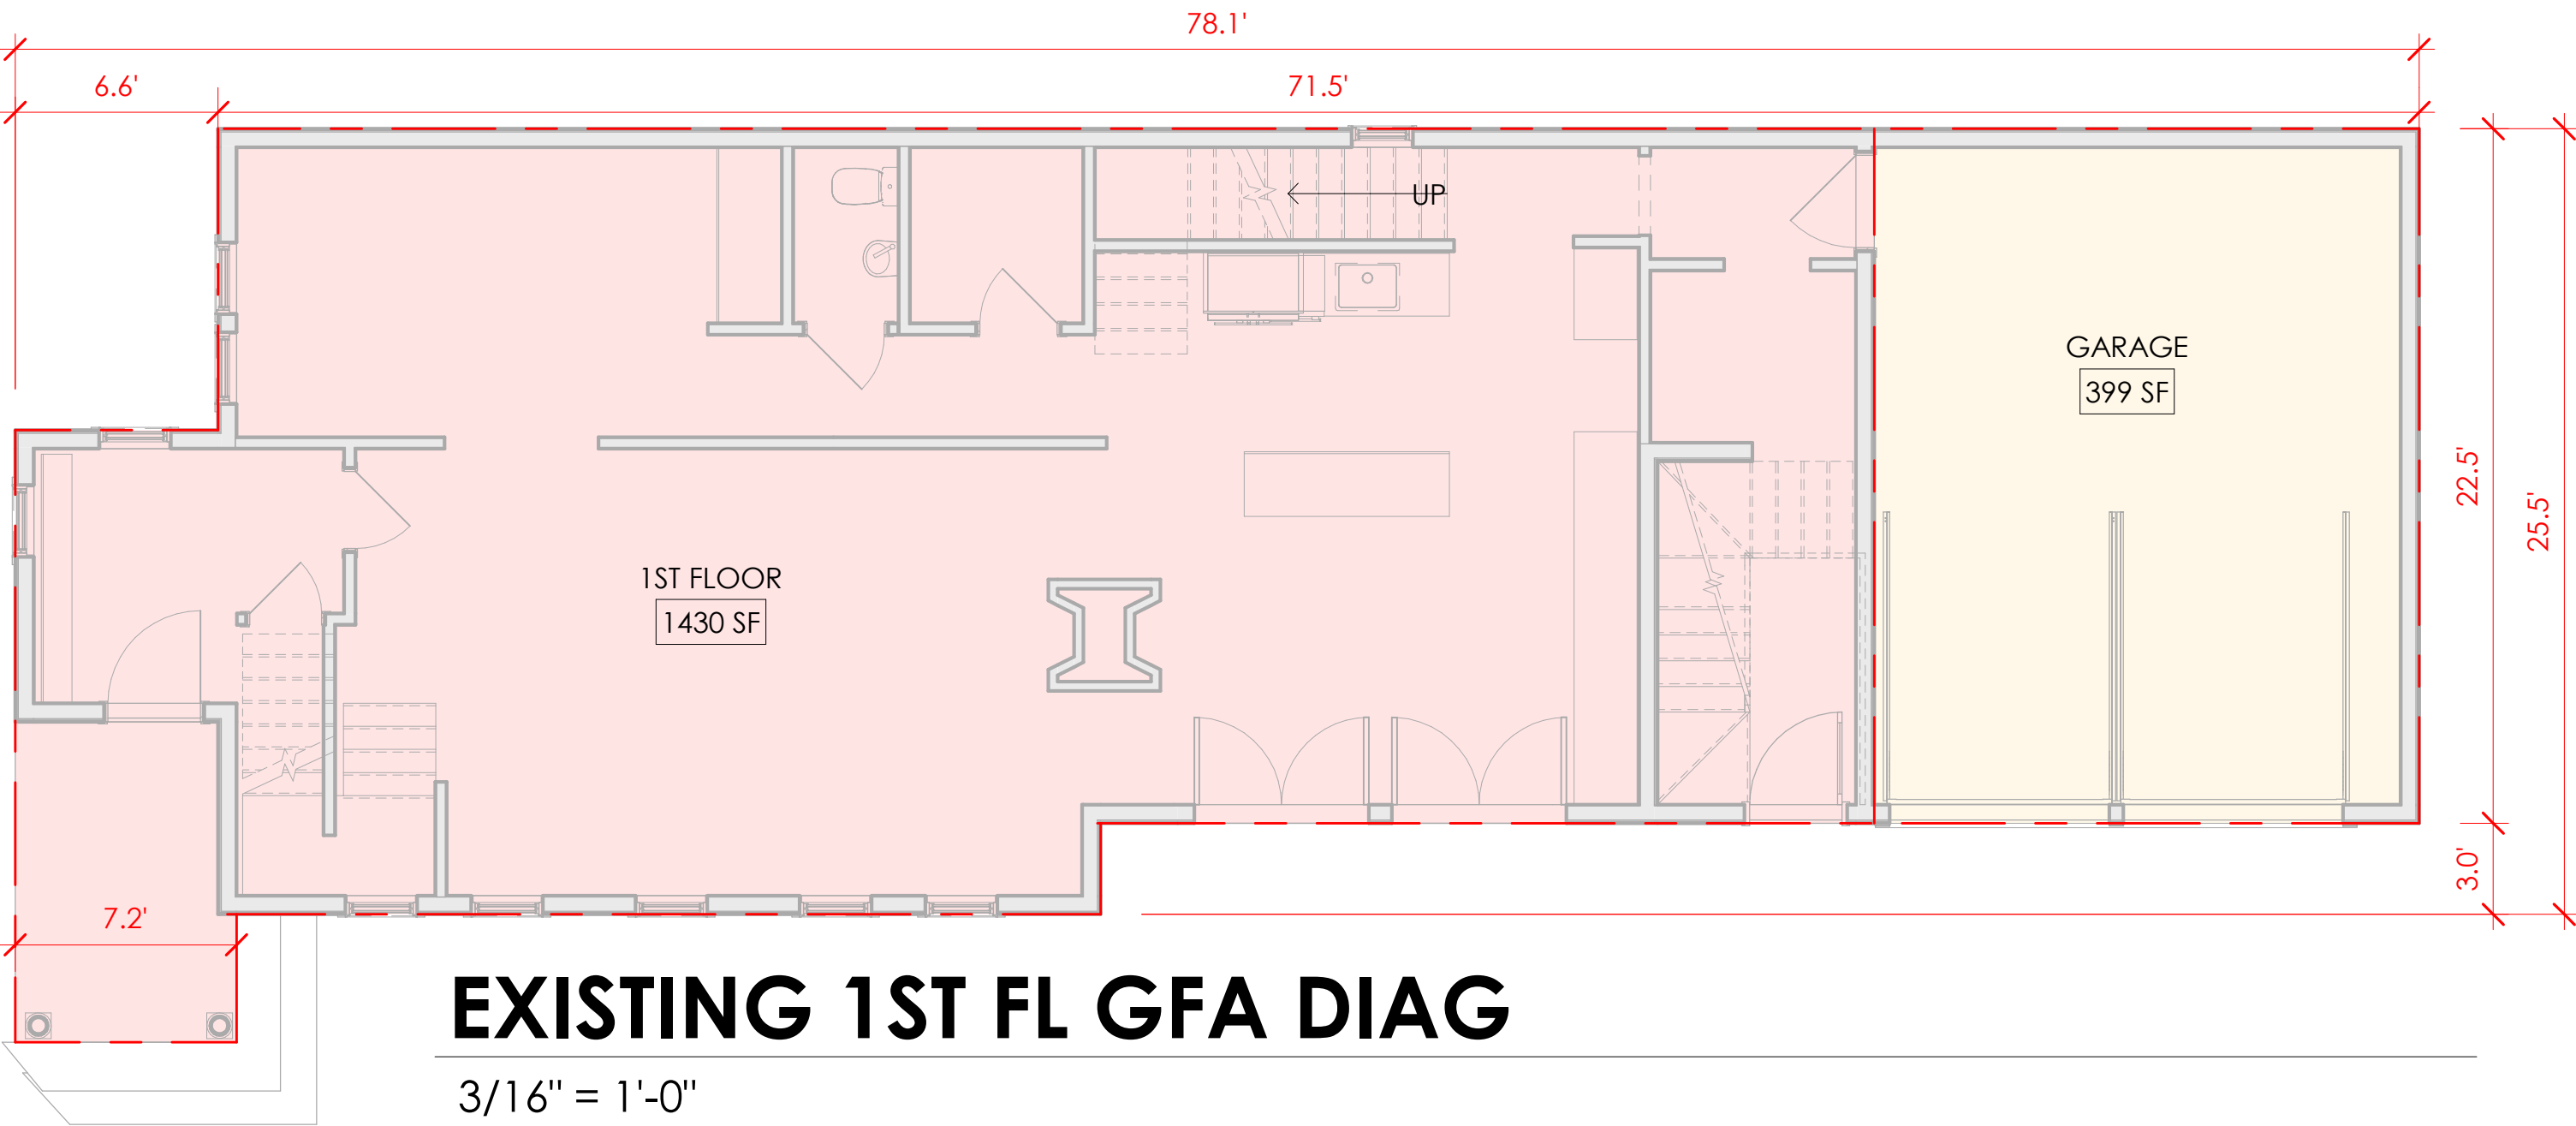 78.1'
6.6'
71.5'
UP
GARAGE
399 SF
22.5'
25.5'
1ST FLOOR
1430 SF
3.0'
7.2'
EXISTING 1ST FL GFA DIAG
3/16" = 1'-0"